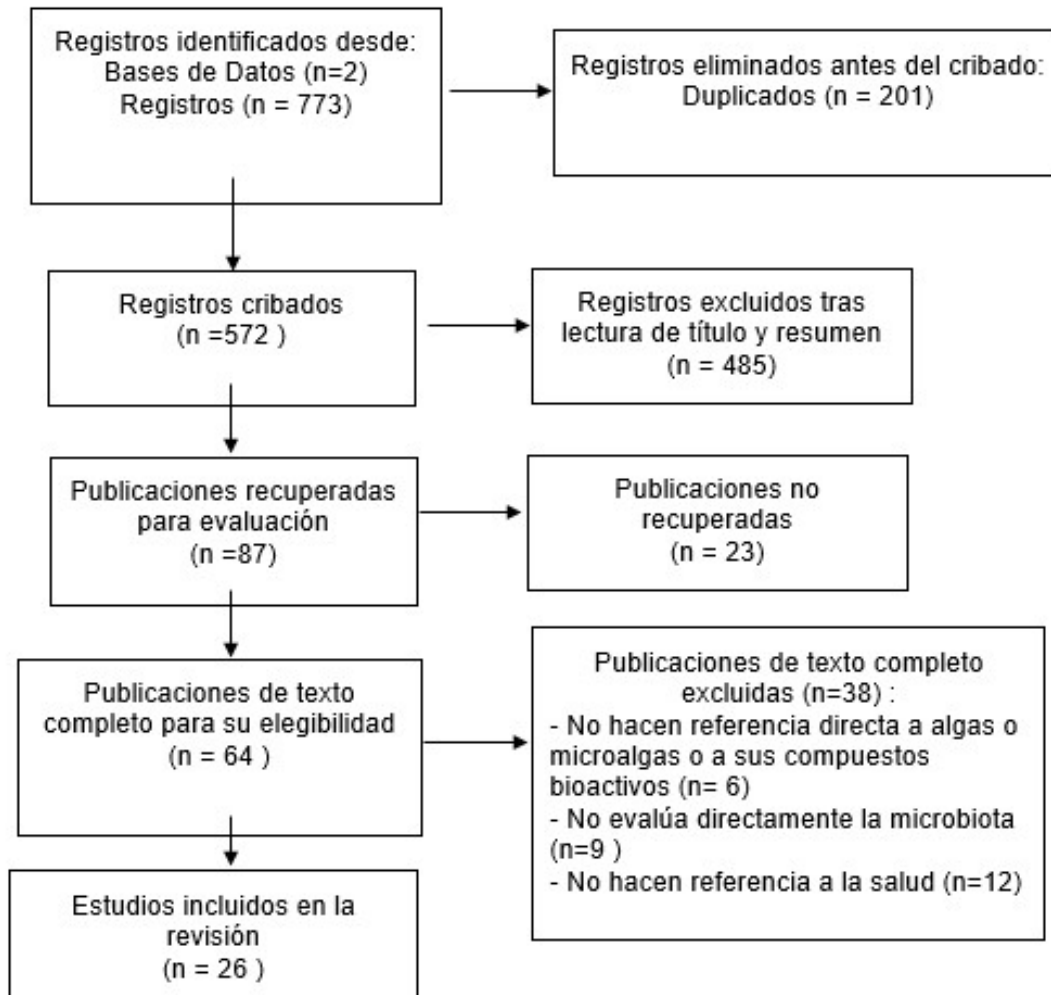 Registros identificados desde:
Bases de Datos (n=2)
Registros (n = 773)
Registros eliminados antes del cribado:
Duplicados (n = 201)
Registros cribados
(n =572 )
Registros excluidos tras
lectura de título y resumen
(n = 485)
Publicaciones recuperadas
para evaluación
(n =87)
Publicaciones no
recuperadas
(n = 23)
Publicaciones de texto
completo para su elegibilidad
(n = 64 )
Publicaciones de texto completo
excluidas (n=38) :
- No hacen referencia directa a algas o
microalgas o a sus compuestos
bioactivos (n= 6)
- No evalúa directamente la microbiota
(n=9 )
- No hacen referencia a la salud (n=12)
Estudios incluidos en la
revisión
(n = 26 )